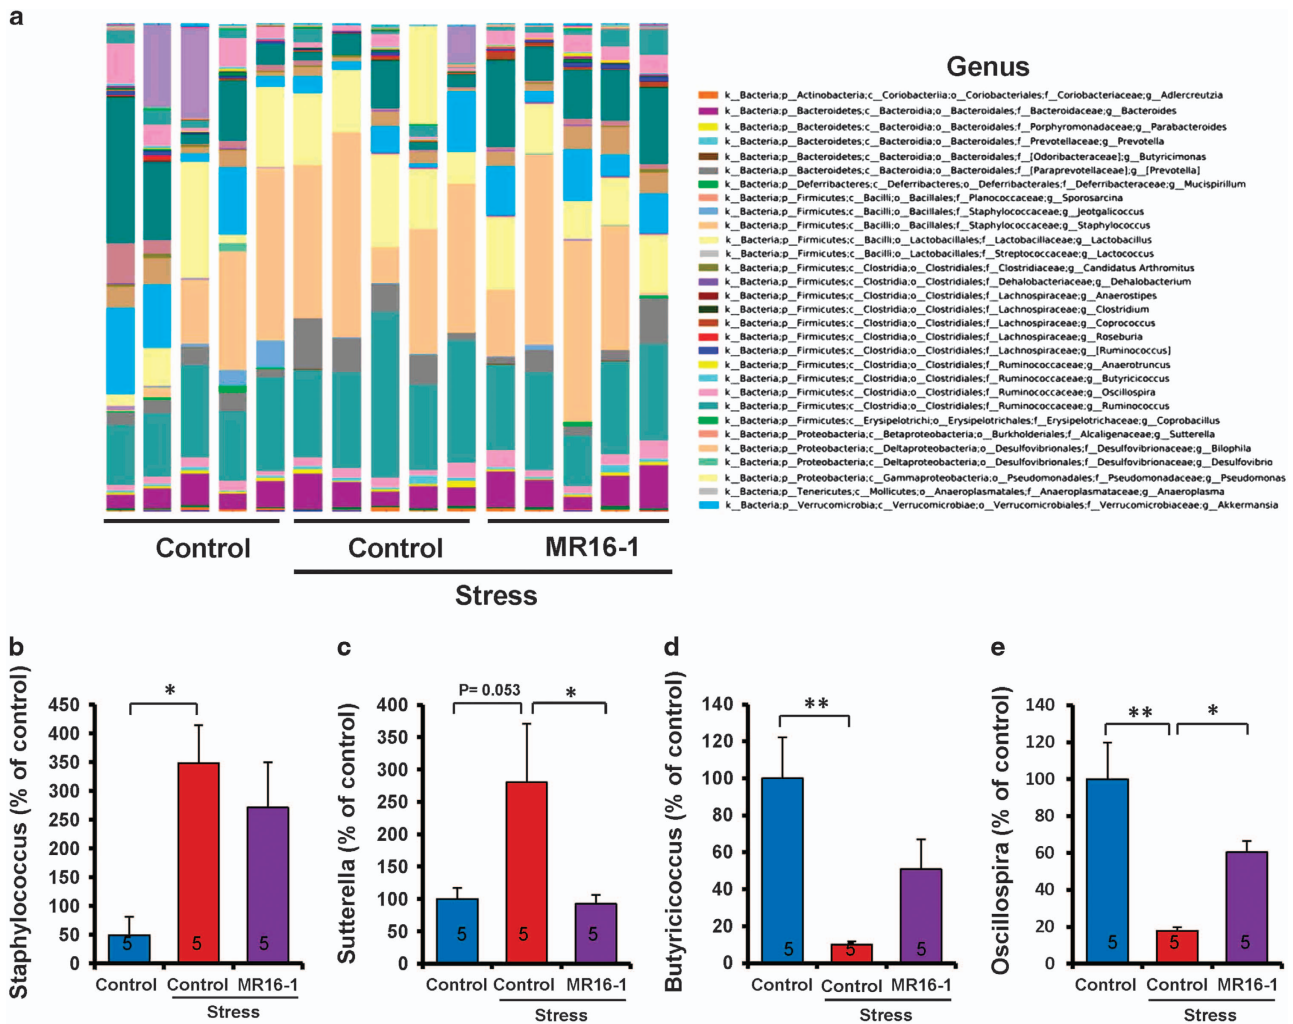 a
Genus
k__Bacteria;p__Actinobacteria;c__Coriobacteriia;o__Coriobacteriales;f__Coriobacteriaceae;g__Adlercreutzia
k__Bacteria;p__Bacteroidetes;c__Bacteroidia;o__Bacteroidales;f__Bacteroidaceae;g__Bacteroides
k__Bacteria;p__Bacteroidetes;c__Bacteroidia;o__Bacteroidales;f__Porphyromonadaceae;g__Parabacteroides
k__Bacteria;p__Bacteroidetes;c__Bacteroidia;o__Bacteroidales;f__Prevotellaceae;g__Prevotella
k__Bacteria;p__Bacteroidetes;c__Bacteroidia;o__Bacteroidales;f__[Odoribacteraceae];g__Butyricimonas
k__Bacteria;p__Bacteroidetes;c__Bacteroidia;o__Bacteroidales;f__[Paraprevotellaceae];g__[Prevotella]
k__Bacteria;p__Deferribacteres;c__Deferribacteres;o__Deferribacterales;f__Deferribacteraceae;g__Mucispirillum
k__Bacteria;p__Firmicutes;c__Bacilli;o__Bacillales;f__Planococcaceae;g__Sporosarcina
k__Bacteria;p__Firmicutes;c__Bacilli;o__Bacillales;f__Staphylococcaceae;g__Jeotgalicoccus
k__Bacteria;p__Firmicutes;c__Bacilli;o__Bacillales;f__Staphylococcaceae;g__Staphylococcus
k__Bacteria;p__Firmicutes;c__Bacilli;o__Lactobacillales;f__Lactobacillaceae;g__Lactobacillus
k__Bacteria;p__Firmicutes;c__Bacilli;o__Lactobacillales;f__Streptococcaceae;g__Lactococcus
k__Bacteria;p__Firmicutes;c__Clostridia;o__Clostridiales;f__Clostridiaceae;g__Candidatus Arthromitus
k__Bacteria;p__Firmicutes;c__Clostridia;o__Clostridiales;f__Dehalobacteriaceae;g__Dehalobacterium
k__Bacteria;p__Firmicutes;c__Clostridia;o__Clostridiales;f__Lachnospiraceae;g__Anaerostipes
k__Bacteria;p__Firmicutes;c__Clostridia;o__Clostridiales;f__Lachnospiraceae;g__Clostridium
k__Bacteria;p__Firmicutes;c__Clostridia;o__Clostridiales;f__Lachnospiraceae;g__Coprococcus
k__Bacteria;p__Firmicutes;c__Clostridia;o__Clostridiales;f__Lachnospiraceae;g__Roseburia
k__Bacteria;p__Firmicutes;c__Clostridia;o__Clostridiales;f__Lachnospiraceae;g__[Ruminococcus]
k__Bacteria;p__Firmicutes;c__Clostridia;o__Clostridiales;f__Ruminococcaceae;g__Anaerotruncus
k__Bacteria;p__Firmicutes;c__Clostridia;o__Clostridiales;f__Ruminococcaceae;g__Butyricicoccus
k__Bacteria;p__Firmicutes;c__Clostridia;o__Clostridiales;f__Ruminococcaceae;g__Oscillospira
k__Bacteria;p__Firmicutes;c__Clostridia;o__Clostridiales;f__Ruminococcaceae;g__Ruminococcus
k__Bacteria;p__Firmicutes;c__Erysipelotrichi;o__Erysipelotrichales;f__Erysipelotrichaceae;g__Coprobacillus
k__Bacteria;p__Proteobacteria;c__Betaproteobacteria;o__Burkholderiales;f__Alcaligenaceae;g__Sutterella
k__Bacteria;p__Proteobacteria;c__Deltaproteobacteria;o__Desulfovibrionales;f__Desulfovibrionaceae;g__Bilophila
k__Bacteria;p__Proteobacteria;c__Deltaproteobacteria;o__Desulfovibrionales;f__Desulfovibrionaceae;g__Desulfovibrio
k__Bacteria;p__Proteobacteria;c__Gammaproteobacteria;o__Pseudomonadales;f__Pseudomonadaceae;g__Pseudomonas
k__Bacteria;p__Tenericutes;c__Mollicutes;o__Anaeroplasmatales;f__Anaeroplasmataceae;g__Anaeroplasma
k__Bacteria;p__Verrucomicrobia;c__Verrucomicrobiae;o__Verrucomicrobiales;f__Verrucomicrobiaceae;g__Akkermansia
Control Control MR16-1
Stress
b
Staphylococcus (% of control)
450
400
350
300
250
200
150
100
50
0
*
5 5 5
Control Control MR16-1
Stress
c
Sutterella (% of control)
400
350
300
250
200
150
100
50
0
P= 0.053 *
5 5 5
Control Control MR16-1
Stress
d
Butyricicoccus (% of control)
140
120
100
80
60
40
20
0
**
5 5 5
Control Control MR16-1
Stress
e
Oscillospira (% of control)
140
120
100
80
60
40
20
0
** *
5 5 5
Control Control MR16-1
Stress